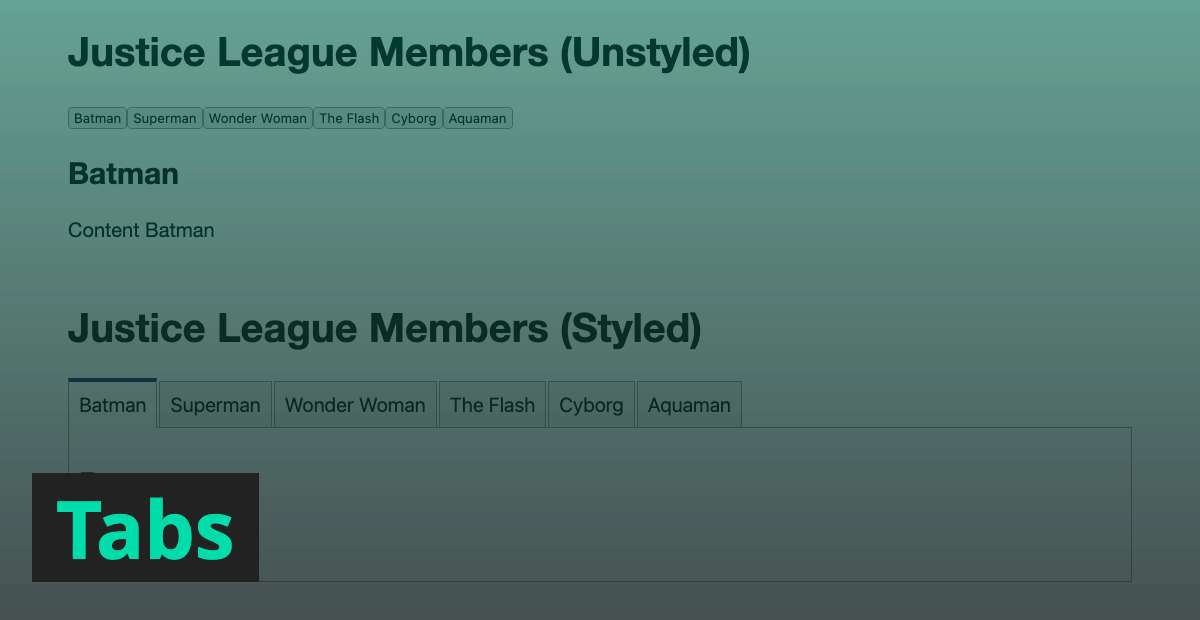 Justice League Members (Unstyled)
Batman Superman Wonder Woman The Flash Cyborg Aquaman
Batman
Content Batman
Justice League Members (Styled)
Batman Superman Wonder Woman The Flash Cyborg Aquaman
Tabs